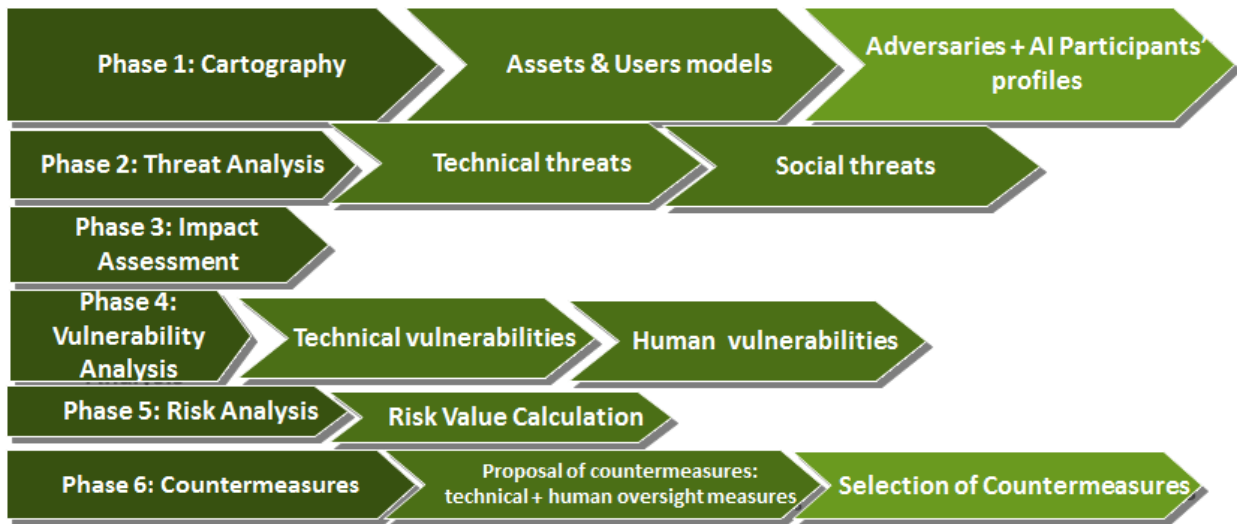 Phase 1: Cartography
Assets & Users models
Adversaries + AI Participants'
profiles
Phase 2: Threat Analysis
Technical threats
Social threats
Phase 3: Impact
Assessment
Phase 4:
Vulnerability
Analysis
Technical vulnerabilities
Human vulnerabilities
Phase 5: Risk Analysis
Risk Value Calculation
Phase 6: Countermeasures
Proposal of countermeasures:
technical + human oversight measures
Selection of Countermeasures